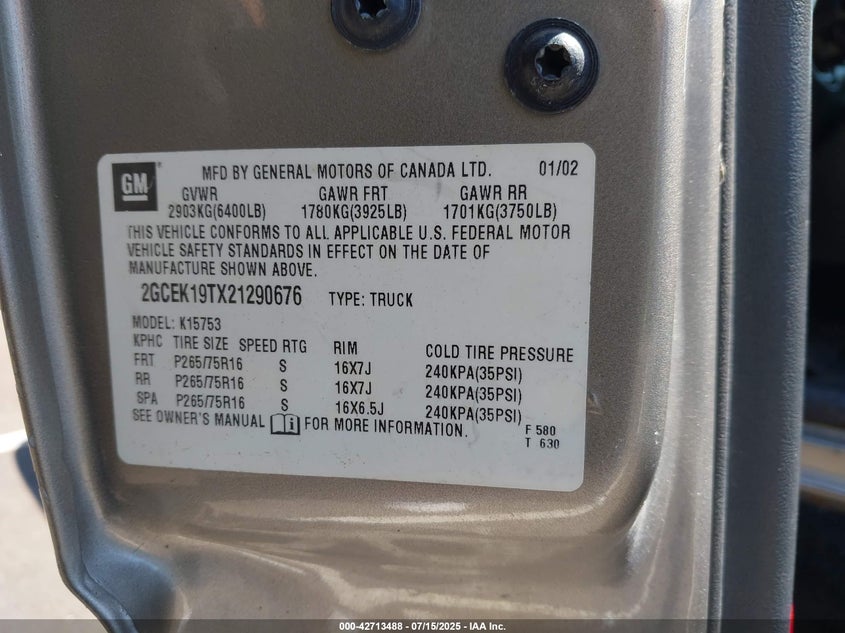 GM
MFD BY GENERAL MOTORS OF CANADA LTD. 01/02
GVWR GAWR FRT GAWR RR
2903KG(6400LB) 1780KG(3925LB) 1701KG(3750LB)
THIS VEHICLE CONFORMS TO ALL APPLICABLE U.S. FEDERAL MOTOR
VEHICLE SAFETY STANDARDS IN EFFECT ON THE DATE OF
MANUFACTURE SHOWN ABOVE.
2GCEK19TX21290676 TYPE: TRUCK
MODEL: K15753
KPHC TIRE SIZE SPEED RTG RIM COLD TIRE PRESSURE
FRT P265/75R16 S 16X7J 240KPA(35PSI)
RR P265/75R16 S 16X7J 240KPA(35PSI)
SPA P265/75R16 S 16X6.5J 240KPA(35PSI)
SEE OWNER'S MANUAL i FOR MORE INFORMATION.
F 580
T 630
000-42713488 - 07/15/2025 - IAA Inc.